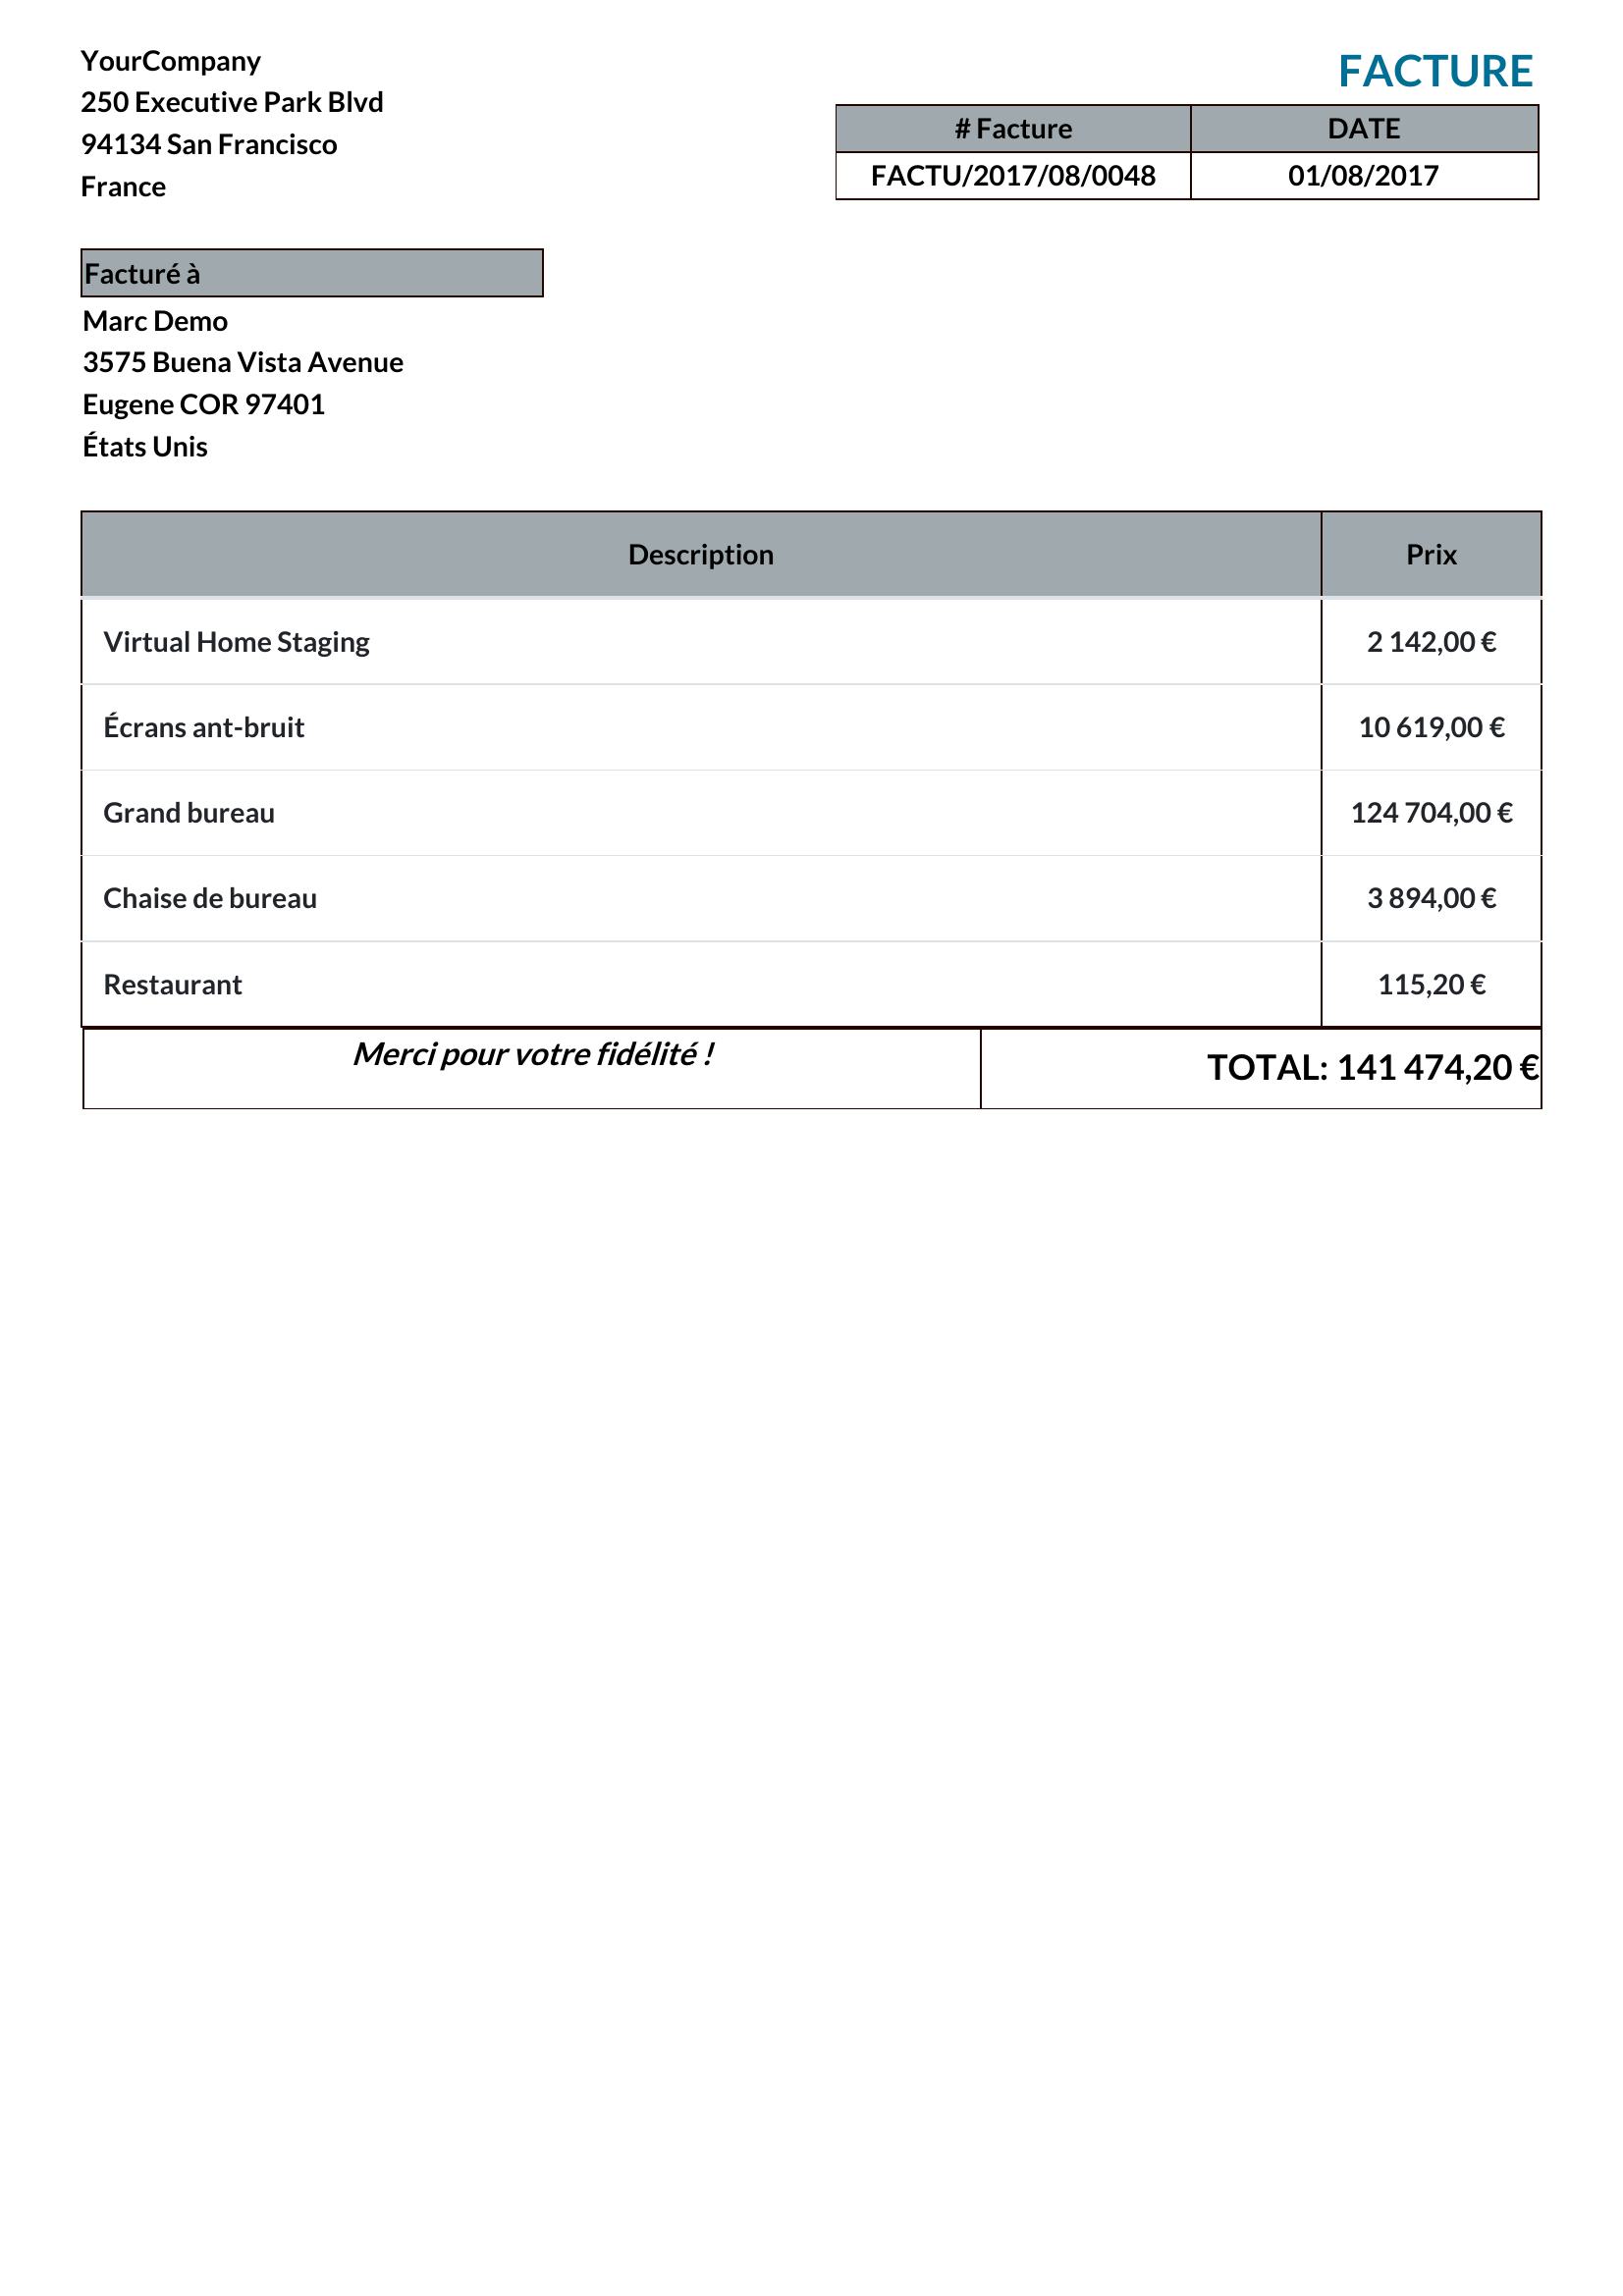 YourCompany
250 Executive Park Blvd
94134 San Francisco
France
FACTURE
# Facture DATE
FACTU/2017/08/0048 01/08/2017
Facturé à
Marc Demo
3575 Buena Vista Avenue
Eugene COR 97401
États Unis
Description Prix
Virtual Home Staging 2 142,00 €
Écrans ant-bruit 10 619,00 €
Grand bureau 124 704,00 €
Chaise de bureau 3 894,00 €
Restaurant 115,20 €
Merci pour votre fidélité !
TOTAL: 141 474,20 €